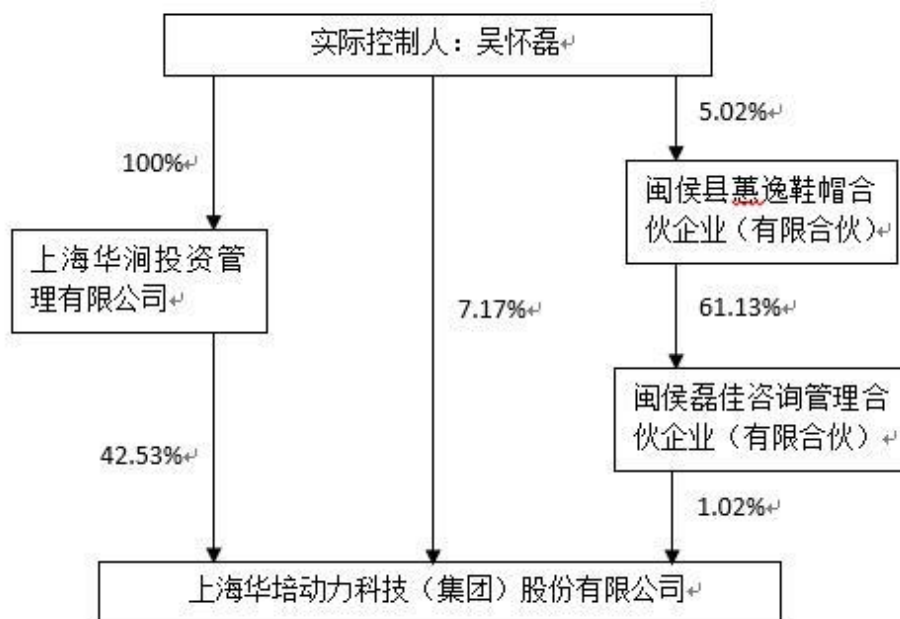 实际控制人：吴怀磊↵
5.02%↵
100%↵
闽侯县蕙逸鞋帽合
伙企业（有限合伙）↵
上海华涧投资管
理有限公司↵
7.17%↵
61.13%↵
闽侯磊佳咨询管理合
伙企业（有限合伙）↵
42.53%↵
1.02%↵
上海华培动力科技（集团）股份有限公司↵